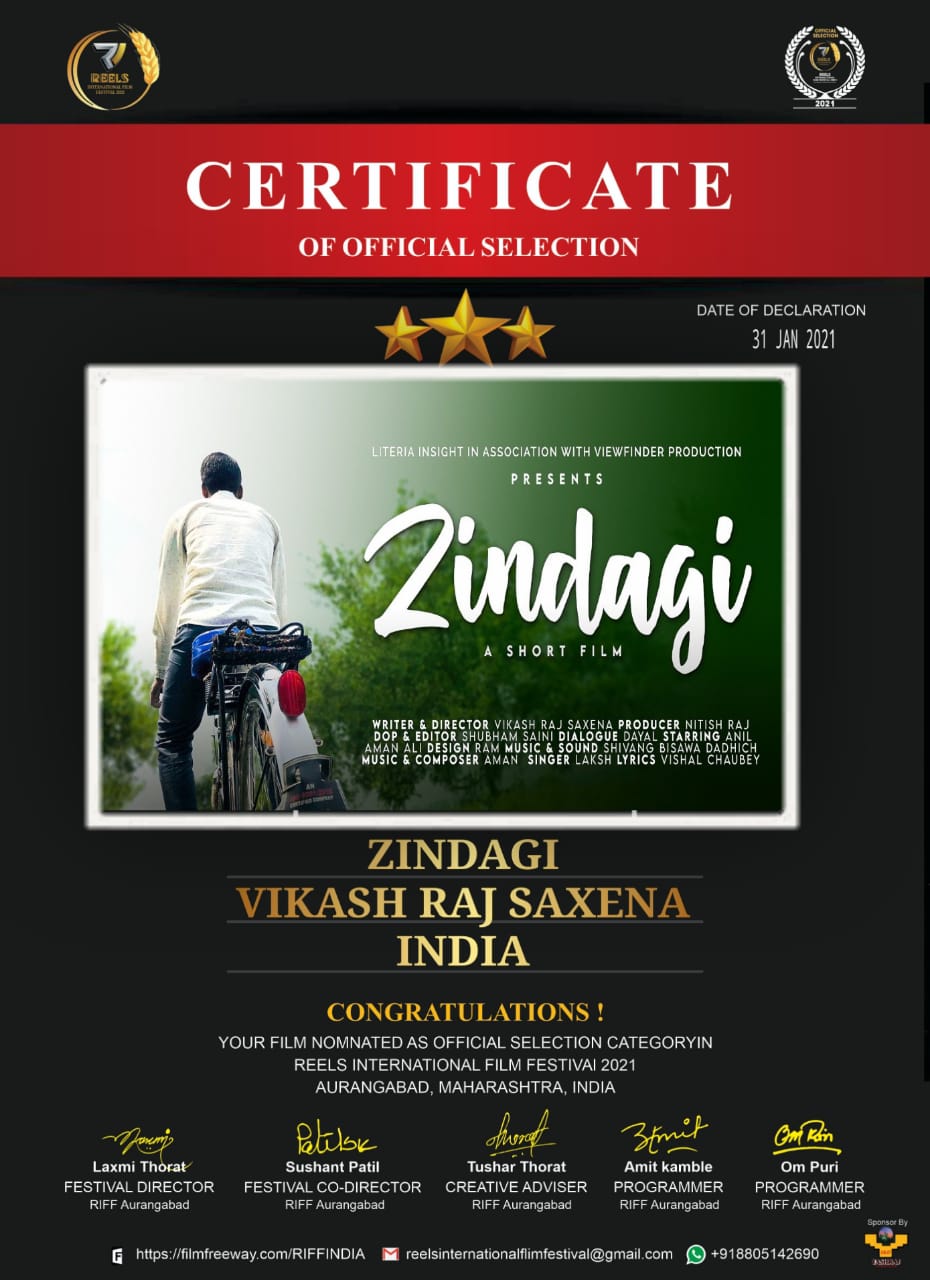 REELS
INTERNATIONAL FILM
FESTIVAL 2021
OFFICIAL
SELECTION
REELS
2021
CERTIFICATE
OF OFFICIAL SELECTION
DATE OF DECLARATION
31 JAN 2021
LITERIA INSIGHT IN ASSOCIATION WITH VIEWFINDER PRODUCTION
PRESENTS
Zindagi
A SHORT FILM
WRITER & DIRECTOR VIKASH RAJ SAXENA PRODUCER NITISH RAJ
DOP & EDITOR SHUBHAM SAINI DIALOGUE DAYAL STARRING ANIL
AMAN ALI DESIGN RAM MUSIC & SOUND SHIVANG BISAWA DADHICH
MUSIC & COMPOSER AMAN SINGER LAKSH LYRICS VISHAL CHAUBEY
AN
ZINDAGI
VIKASH RAJ SAXENA
INDIA
CONGRATULATIONS !
YOUR FILM NOMNATED AS OFFICIAL SELECTION CATEGORYIN
REELS INTERNATIONAL FILM FESTIVAl 2021
AURANGABAD, MAHARASHTRA, INDIA
Laxmi Thorat Sushant Patil Tushar Thorat Amit kamble Om Puri
FESTIVAL DIRECTOR FESTIVAL CO-DIRECTOR CREATIVE ADVISER PROGRAMMER PROGRAMMER
RIFF Aurangabad RIFF Aurangabad RIFF Aurangabad RIFF Aurangabad RIFF Aurangabad
Sponsor By
https://filmfreeway.com/RIFFINDIA reelsinternationalflimfestival@gmail.com +918805142690